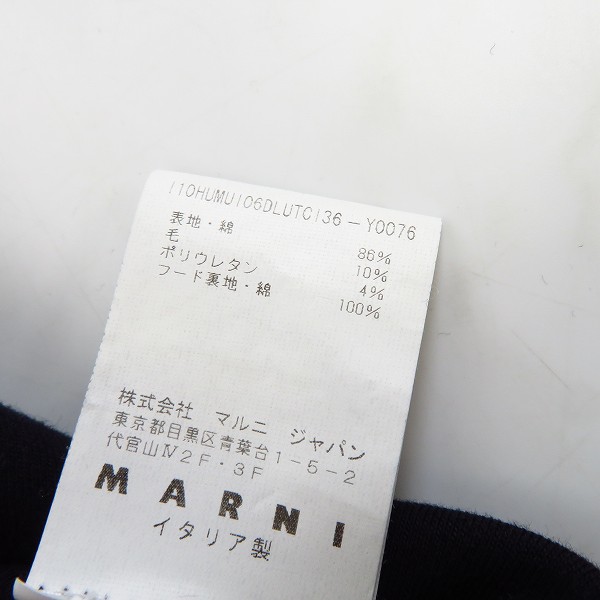 I10HUMU106DLUTC136-Y0076
表地・綿 86%
毛 10%
ポリウレタン 4%
フード裏地・綿 100%
株式会社 マルニ ジャパン
東京都目黒区青葉台1-5-2
代官山Ⅳ2F・3F
MARNI
イタリア製